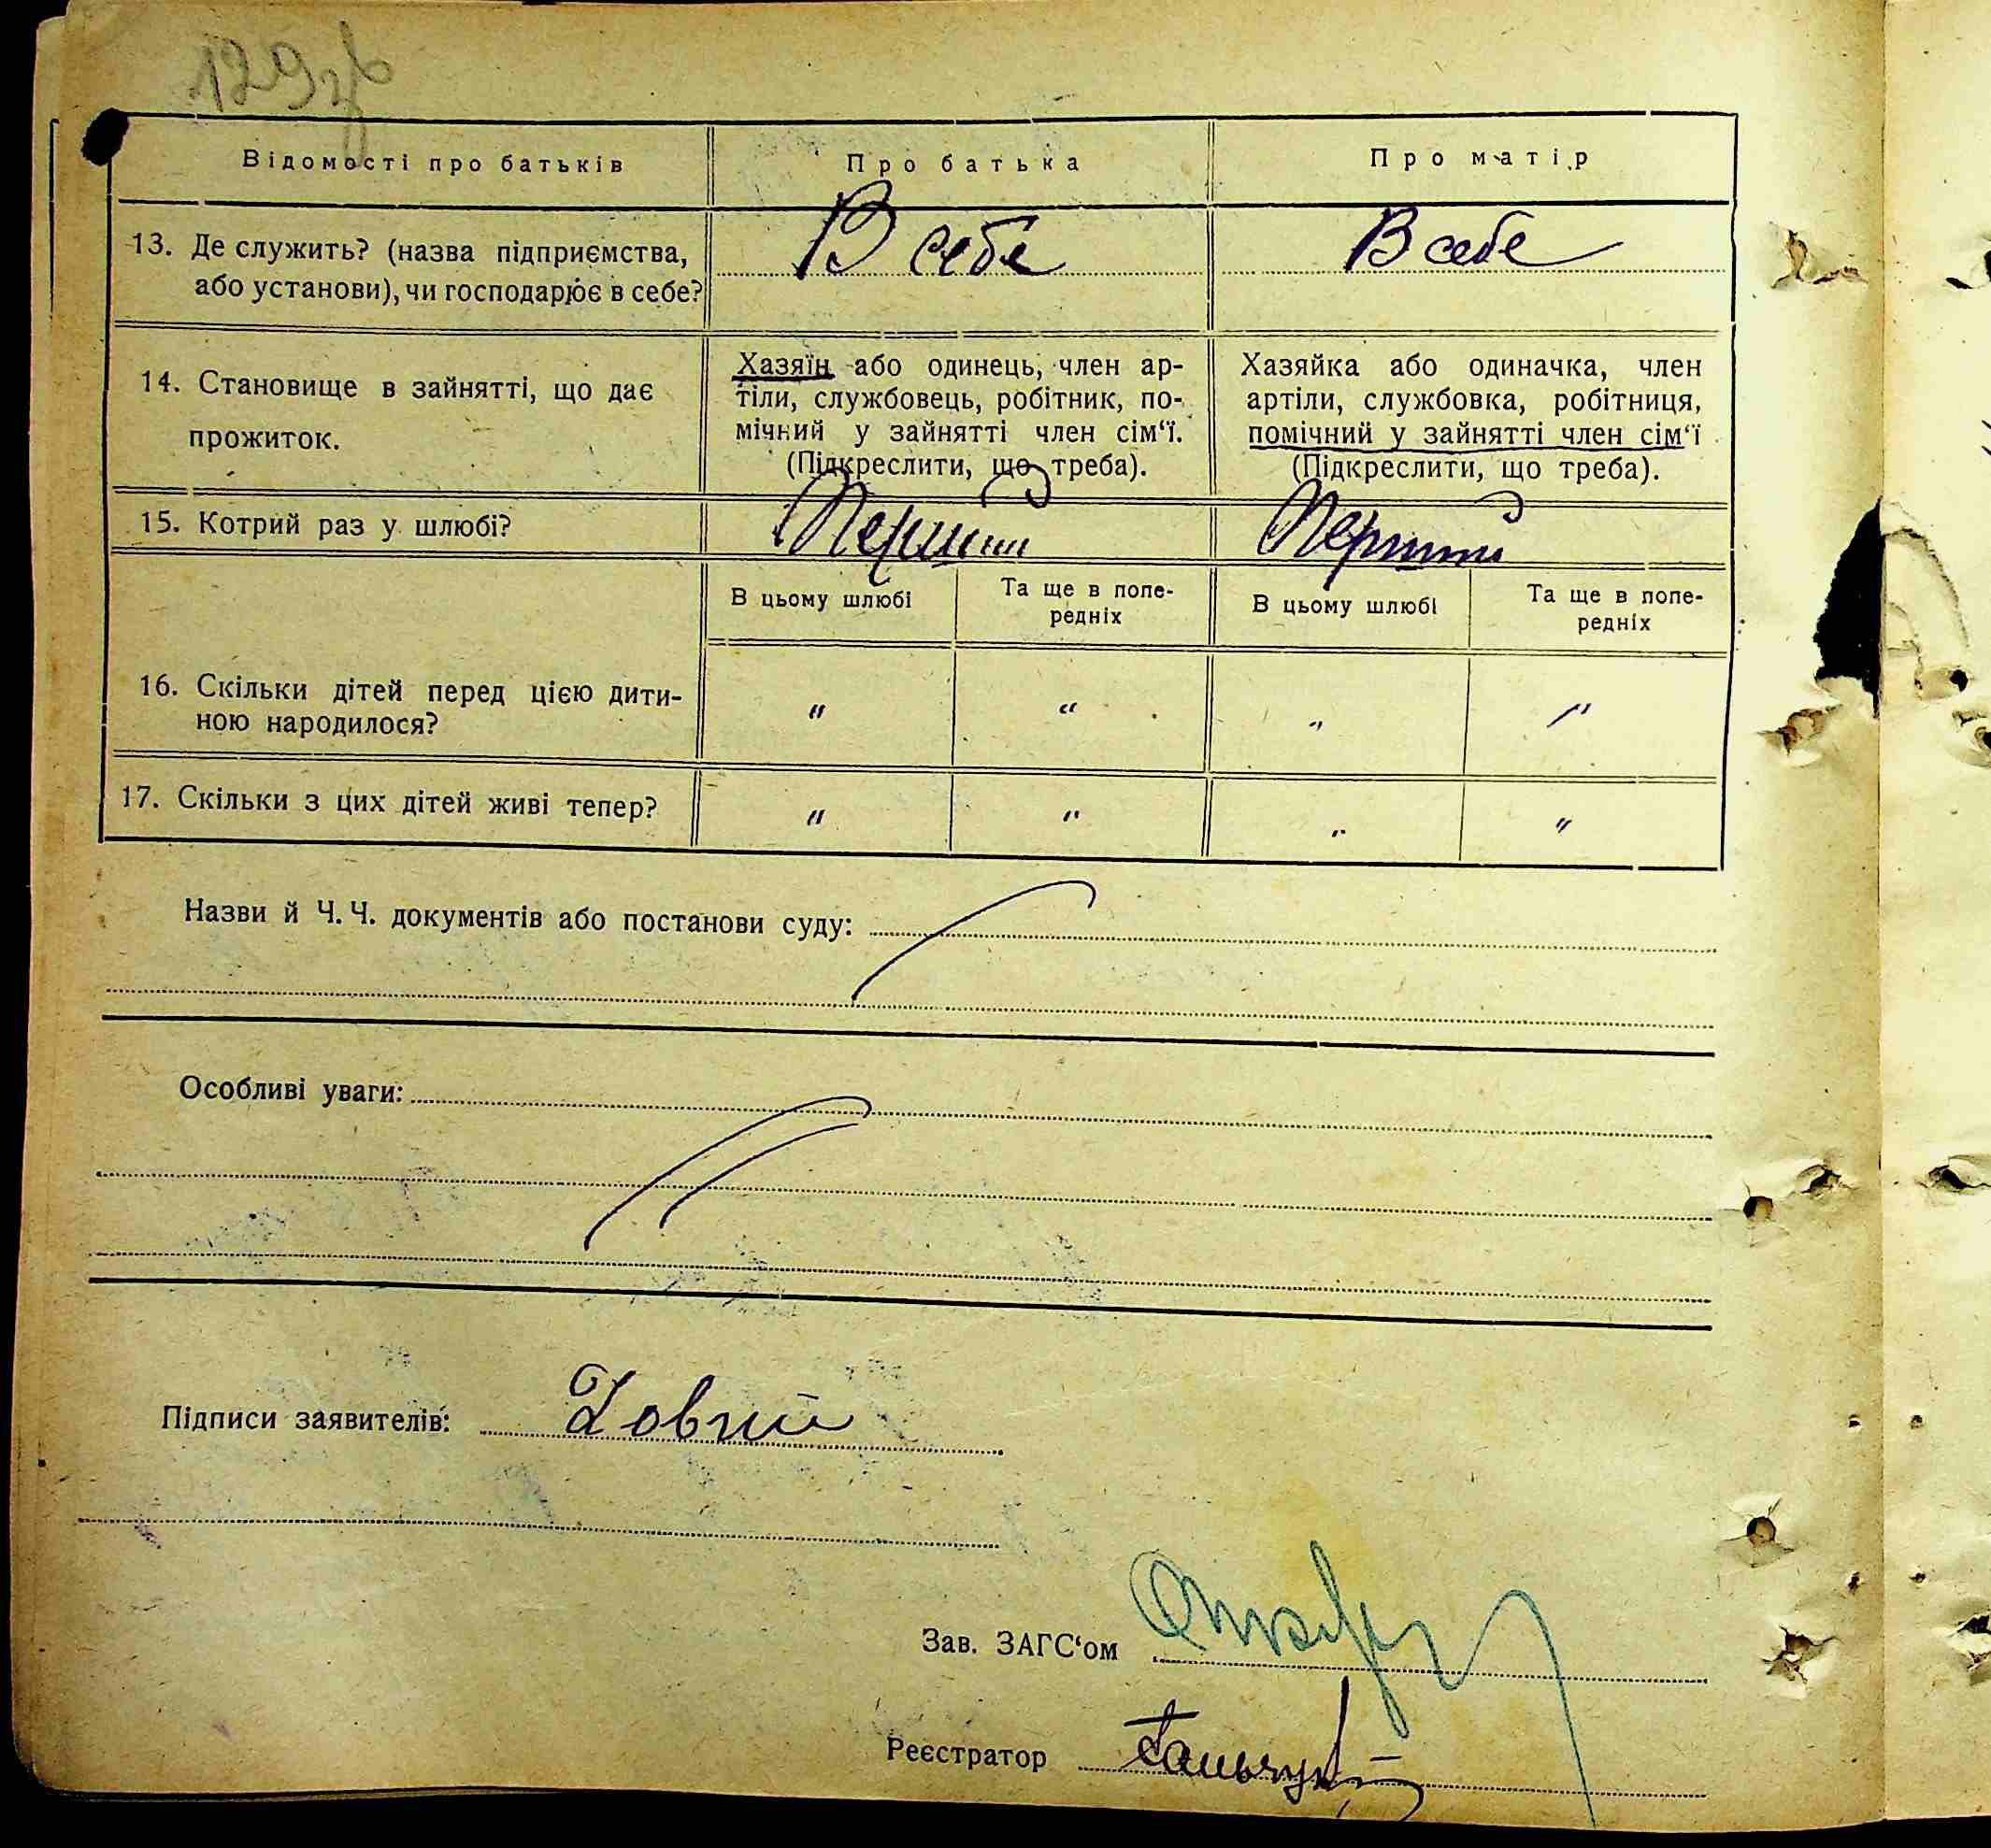 129зв
Відомості про батьків Про батька Про матір
13. Де служить? (назва підприємства, або установи), чи господарює в себе? В себе В себе
14. Становище в зайнятті, що дає прожиток.
Хазяїн або одинець, член ар-
тіли, службовець, робітник, по-
мічний у зайнятті член сім‘ї.
(Підкреслити, що треба).
Хазяйка або одиначка, член
артіли, службовка, робітниця,
помічний у зайнятті член сім‘ї
(Підкреслити, що треба).
15. Котрий раз у шлюбі? Перший Перший
В цьому шлюбі Та ще в попе-
редніх В цьому шлюбі Та ще в попе-
редніх
16. Скільки дітей перед цією дити-
ною народилося? " " " "
17. Скільки з цих дітей живі тепер? " " " "
Назви й Ч. Ч. документів або постанови суду:
Особливі уваги:
Підписи заявителів: Довгий
Зав. ЗАГС‘ом
Реєстратор